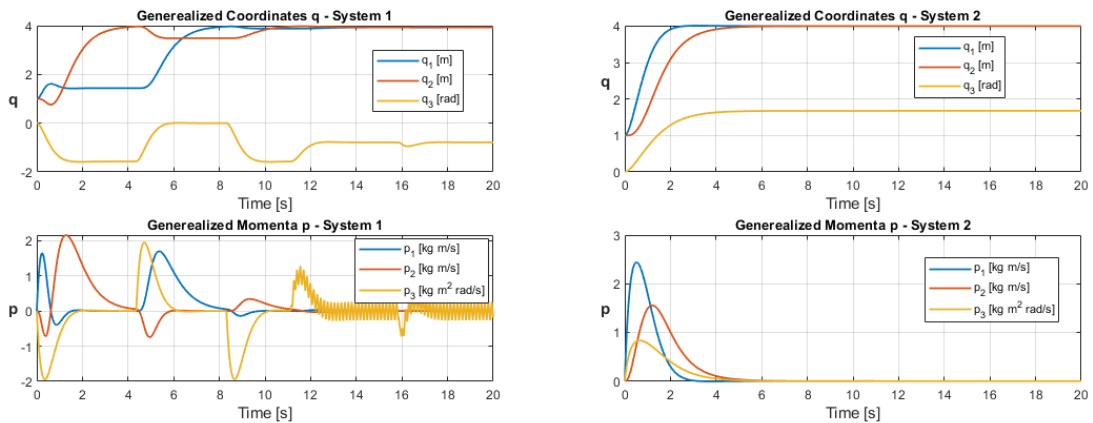 Generealized Coordinates q - System 1
4
2
0
-2
q
q1 [m]
q2 [m]
q3 [rad]
0 2 4 6 8 10 12 14 16 18 20
Time [s]
Generealized Coordinates q - System 2
4
3
2
1
0
q
q1 [m]
q2 [m]
q3 [rad]
0 2 4 6 8 10 12 14 16 18 20
Time [s]
Generealized Momenta p - System 1
2
1
0
-1
-2
p
p1 [kg m/s]
p2 [kg m/s]
p3 [kg m² rad/s]
0 2 4 6 8 10 12 14 16 18 20
Time [s]
Generealized Momenta p - System 2
3
2
1
0
p
p1 [kg m/s]
p2 [kg m/s]
p3 [kg m² rad/s]
0 2 4 6 8 10 12 14 16 18 20
Time [s]